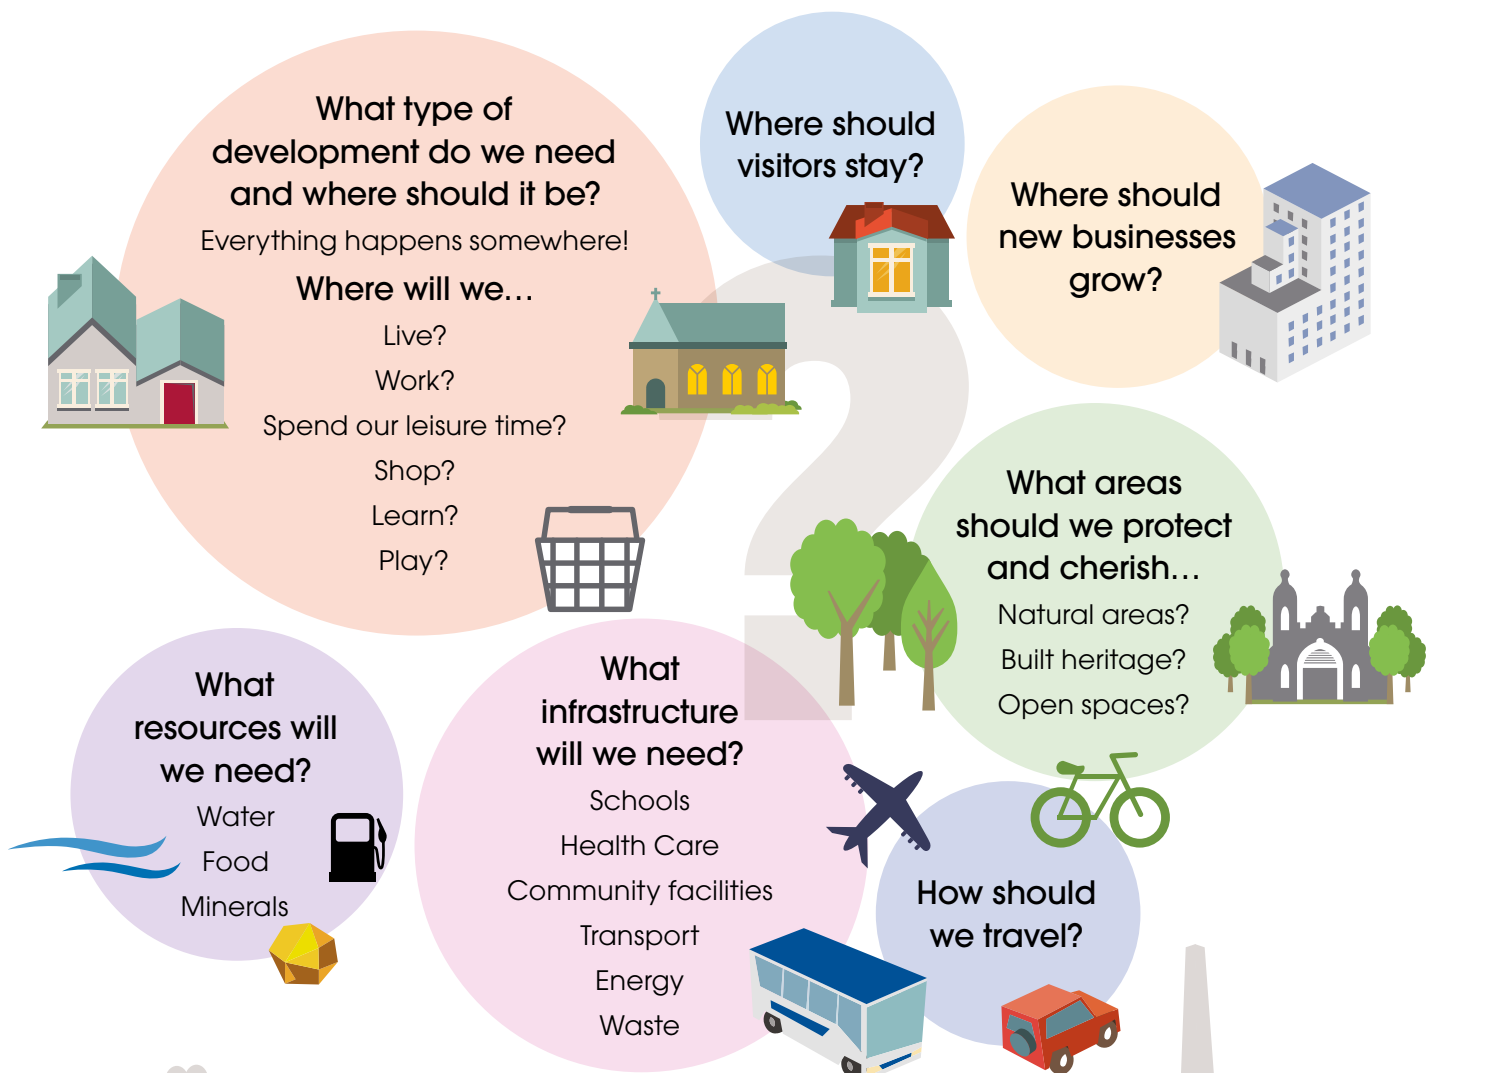 What type of
development do we need
and where should it be?
Everything happens somewhere!
Where will we...
Live?
Work?
Spend our leisure time?
Shop?
Learn?
Play?
Where should
visitors stay?
Where should
new businesses
grow?
What areas
should we protect
and cherish...
Natural areas?
Built heritage?
Open spaces?
What
resources will
we need?
Water
Food
Minerals
What
infrastructure
will we need?
Schools
Health Care
Community facilities
Transport
Energy
Waste
How should
we travel?